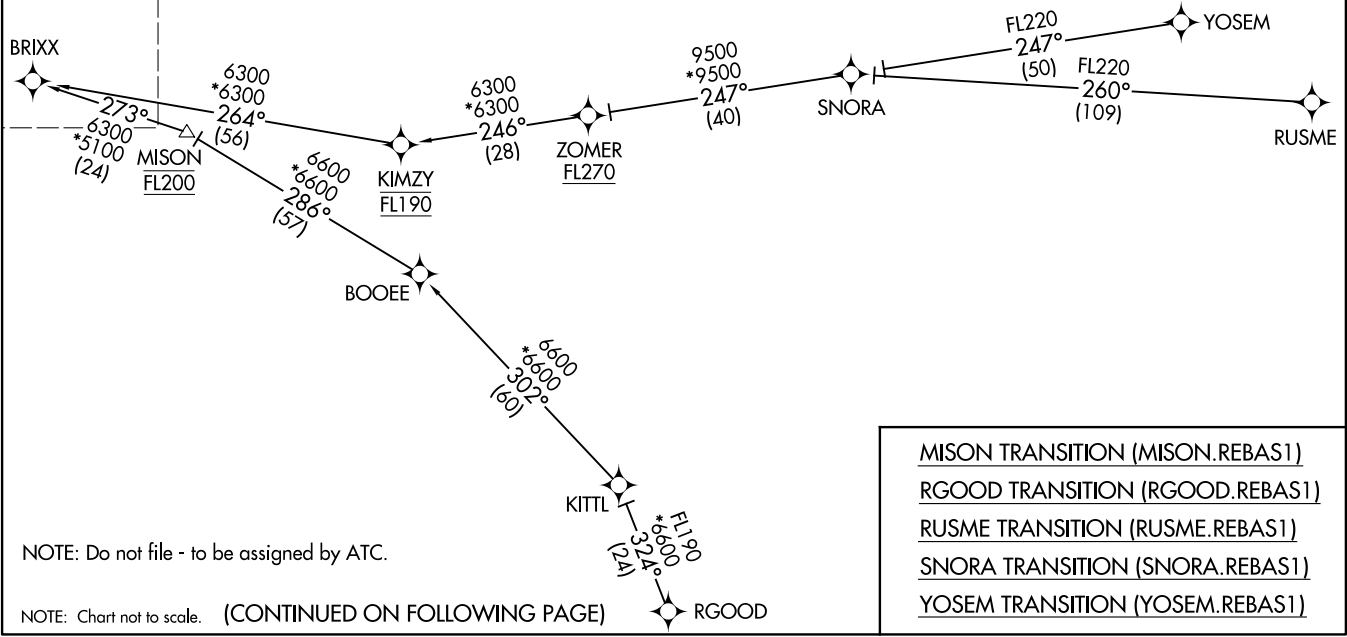 BRIXX
273°
6300
*5100
(24)
MISON
FL200
6300
*6300
264°
(56)
KIMZY
FL190
6300
*6300
246°
(28)
ZOMER
FL270
9500
*9500
247°
(40)
SNORA
FL220
247°
(50)
YOSEM
FL220
260°
(109)
RUSME
6600
*6600
286°
(57)
BOOEE
6600
*6600
302°
(60)
KITTL
FL190
*6600
324°
(24)
RGOOD
NOTE: Do not file - to be assigned by ATC.
NOTE: Chart not to scale. (CONTINUED ON FOLLOWING PAGE)
MISON TRANSITION (MISON.REBAS1)
RGOOD TRANSITION (RGOOD.REBAS1)
RUSME TRANSITION (RUSME.REBAS1)
SNORA TRANSITION (SNORA.REBAS1)
YOSEM TRANSITION (YOSEM.REBAS1)